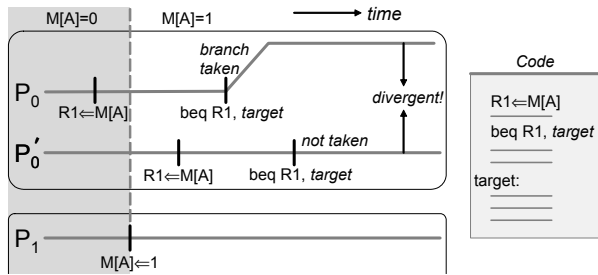 M[A]=0 M[A]=1 time
branch
taken
P₀
R1⇐M[A] beq R1, target
divergent!
P₀′ not taken
R1⇐M[A] beq R1, target
P₁
M[A]⇐1
Code
R1⇐M[A]
beq R1, target
target: